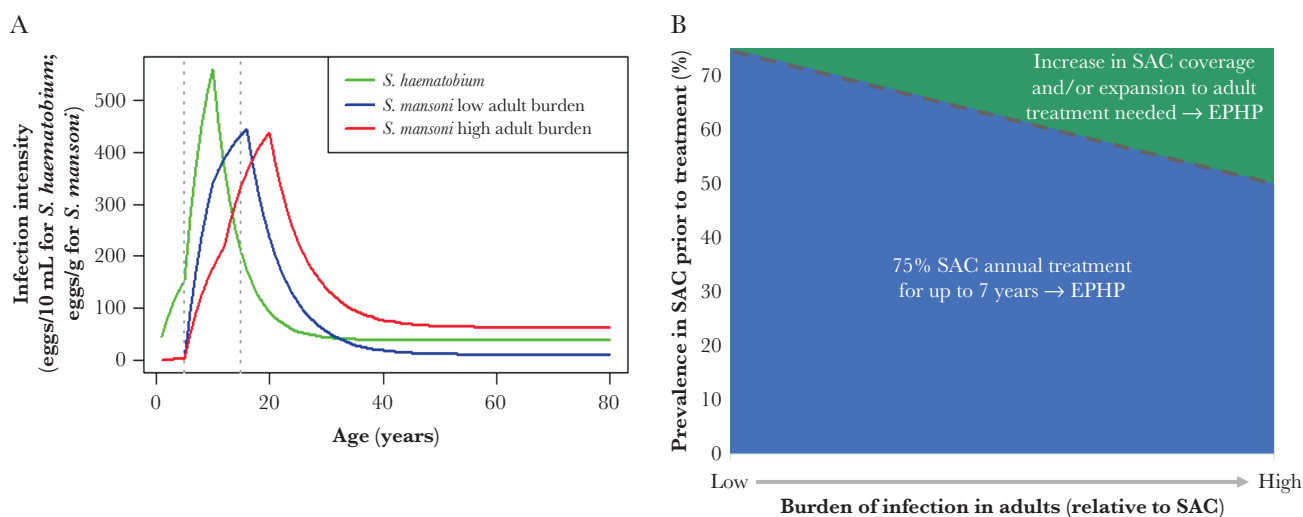 A
Infection intensity
(eggs/10 mL for S. haematobium;
eggs/g for S. mansoni)
500
400
300
200
100
0
S. haematobium
S. mansoni low adult burden
S. mansoni high adult burden
0 20 40 60 80
Age (years)
B
Prevalence in SAC prior to treatment (%)
70
60
50
40
30
20
10
0
Increase in SAC coverage
and/or expansion to adult
treatment needed → EPHP
75% SAC annual treatment
for up to 7 years → EPHP
Low High
Burden of infection in adults (relative to SAC)